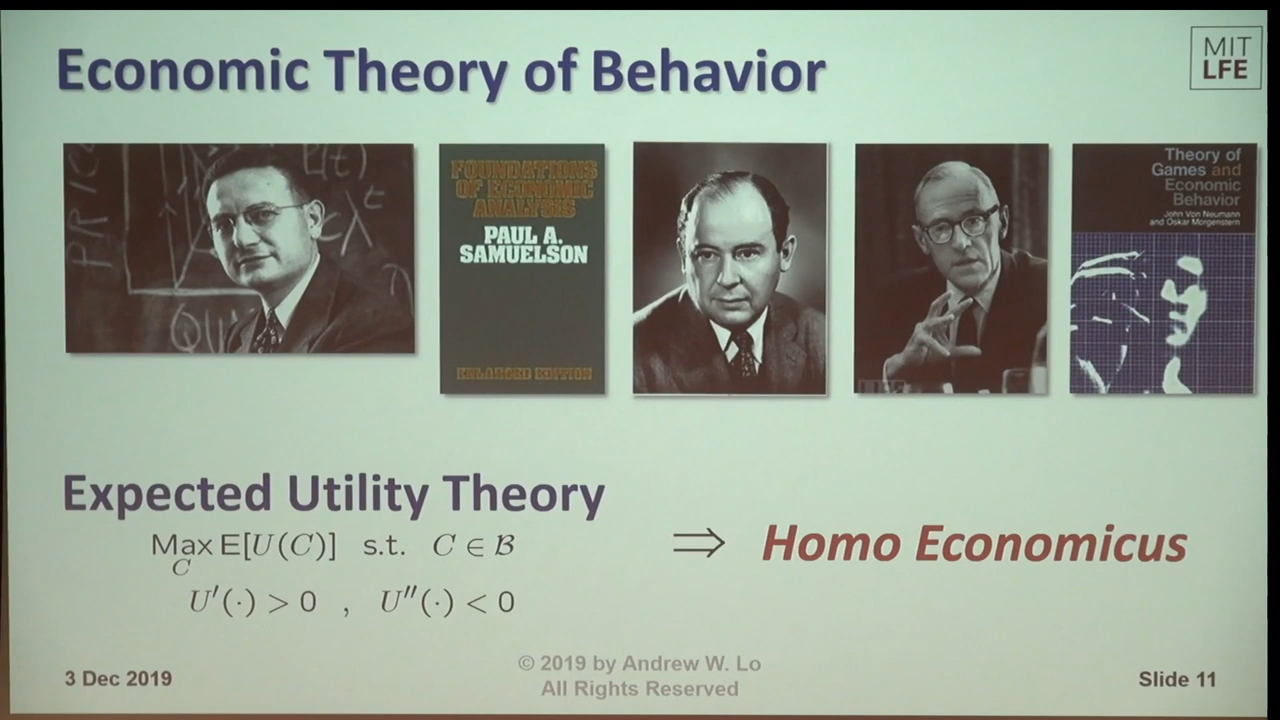 Economic Theory of Behavior
MIT
LFE
PRIC
FOUNDATIONS
OF ECONOMIC
ANALYSIS
PAUL A.
SAMUELSON
ENLARGED EDITION
LIFE
Theory of
Games and
Economic
Behavior
John Von Neumann
and Oskar Morgenstern
Expected Utility Theory
Max E[U(C)] s.t. C ∈ ℬ
C
U′(·) > 0 , U″(·) < 0
⇒ Homo Economicus
3 Dec 2019
© 2019 by Andrew W. Lo
All Rights Reserved
Slide 11